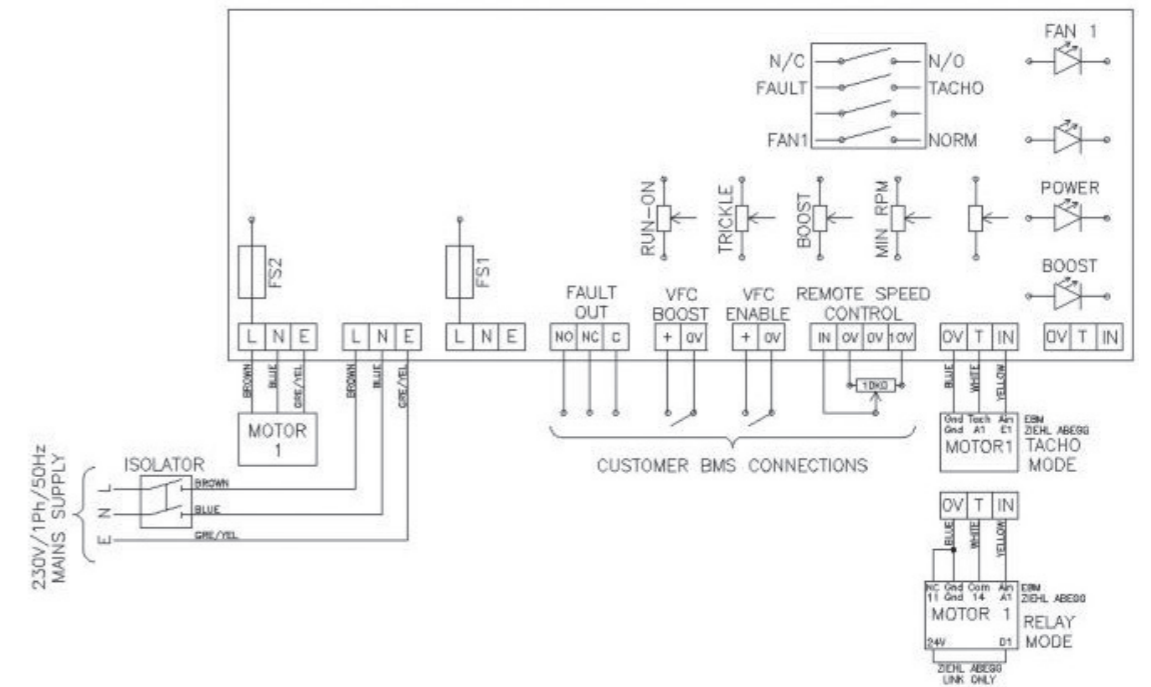 FAN 1
N/C N/O
FAULT TACHO
FAN1 NORM
RUN-ON
TRICKLE
BOOST
MIN RPM
POWER
BOOST
FS2
FS1
FAULT
OUT
VFC
BOOST
VFC
ENABLE
REMOTE SPEED
CONTROL
L N E
L N E
L N E
NO NC C
+ 0V
+ 0V
IN 0V 0V 10V
0V T IN
0V T IN
BROWN
BLUE
GRE/YEL
BROWN
BLUE
GRE/YEL
10KΩ
BLUE
WHITE
YELLOW
MOTOR
1
Gnd Tach Ain EBM
Gnd A1 E1 ZIEHL ABEGG
MOTOR1 TACHO
MODE
CUSTOMER BMS CONNECTIONS
230V/1Ph/50Hz
MAINS SUPPLY
ISOLATOR
L
N
E
BROWN
BLUE
GRE/YEL
0V T IN
BLUE
WHITE
YELLOW
NC Gnd Com Ain EBM
11 Gnd 14 A1 ZIEHL ABEGG
MOTOR 1
RELAY
MODE
24V D1
ZIEHL ABEGG
LINK ONLY